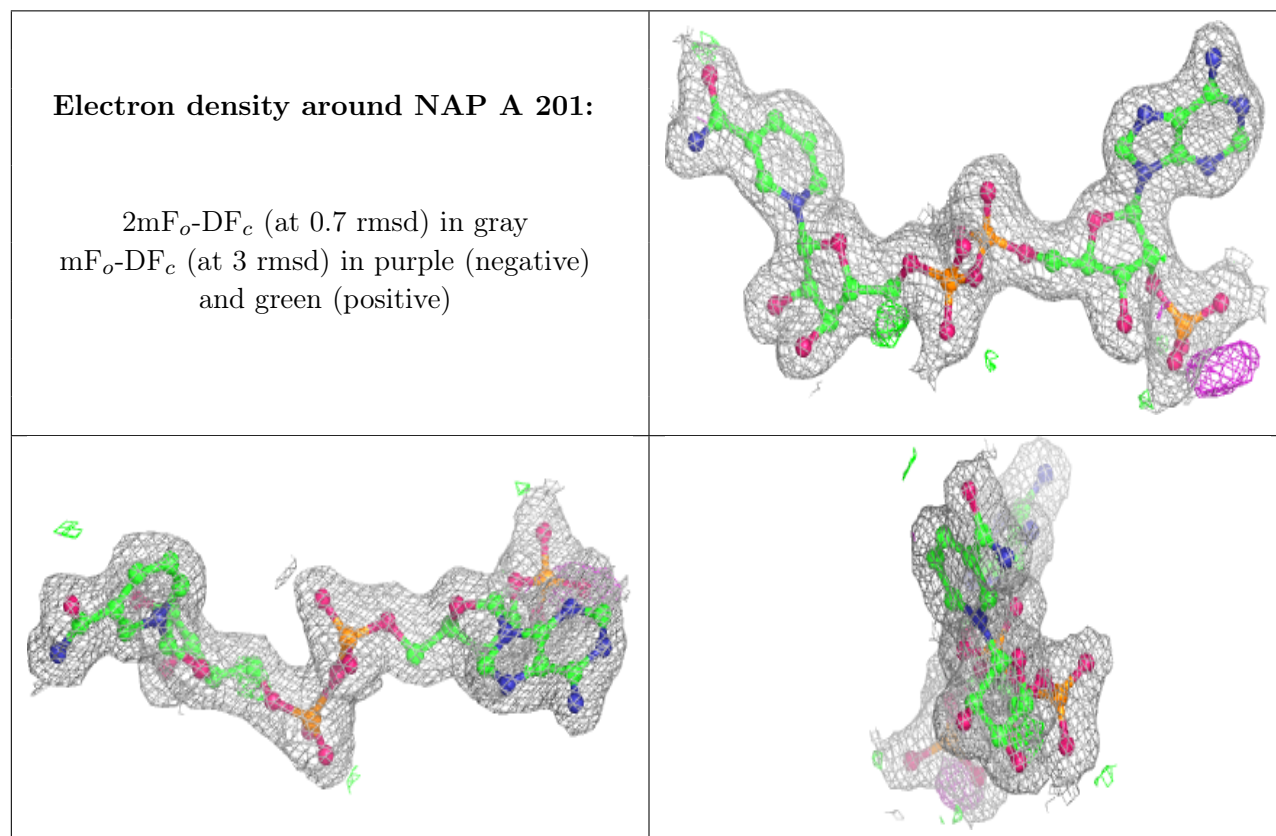 Electron density around NAP A 201:
2mFo-DFc (at 0.7 rmsd) in gray
mFo-DFc (at 3 rmsd) in purple (negative)
and green (positive)